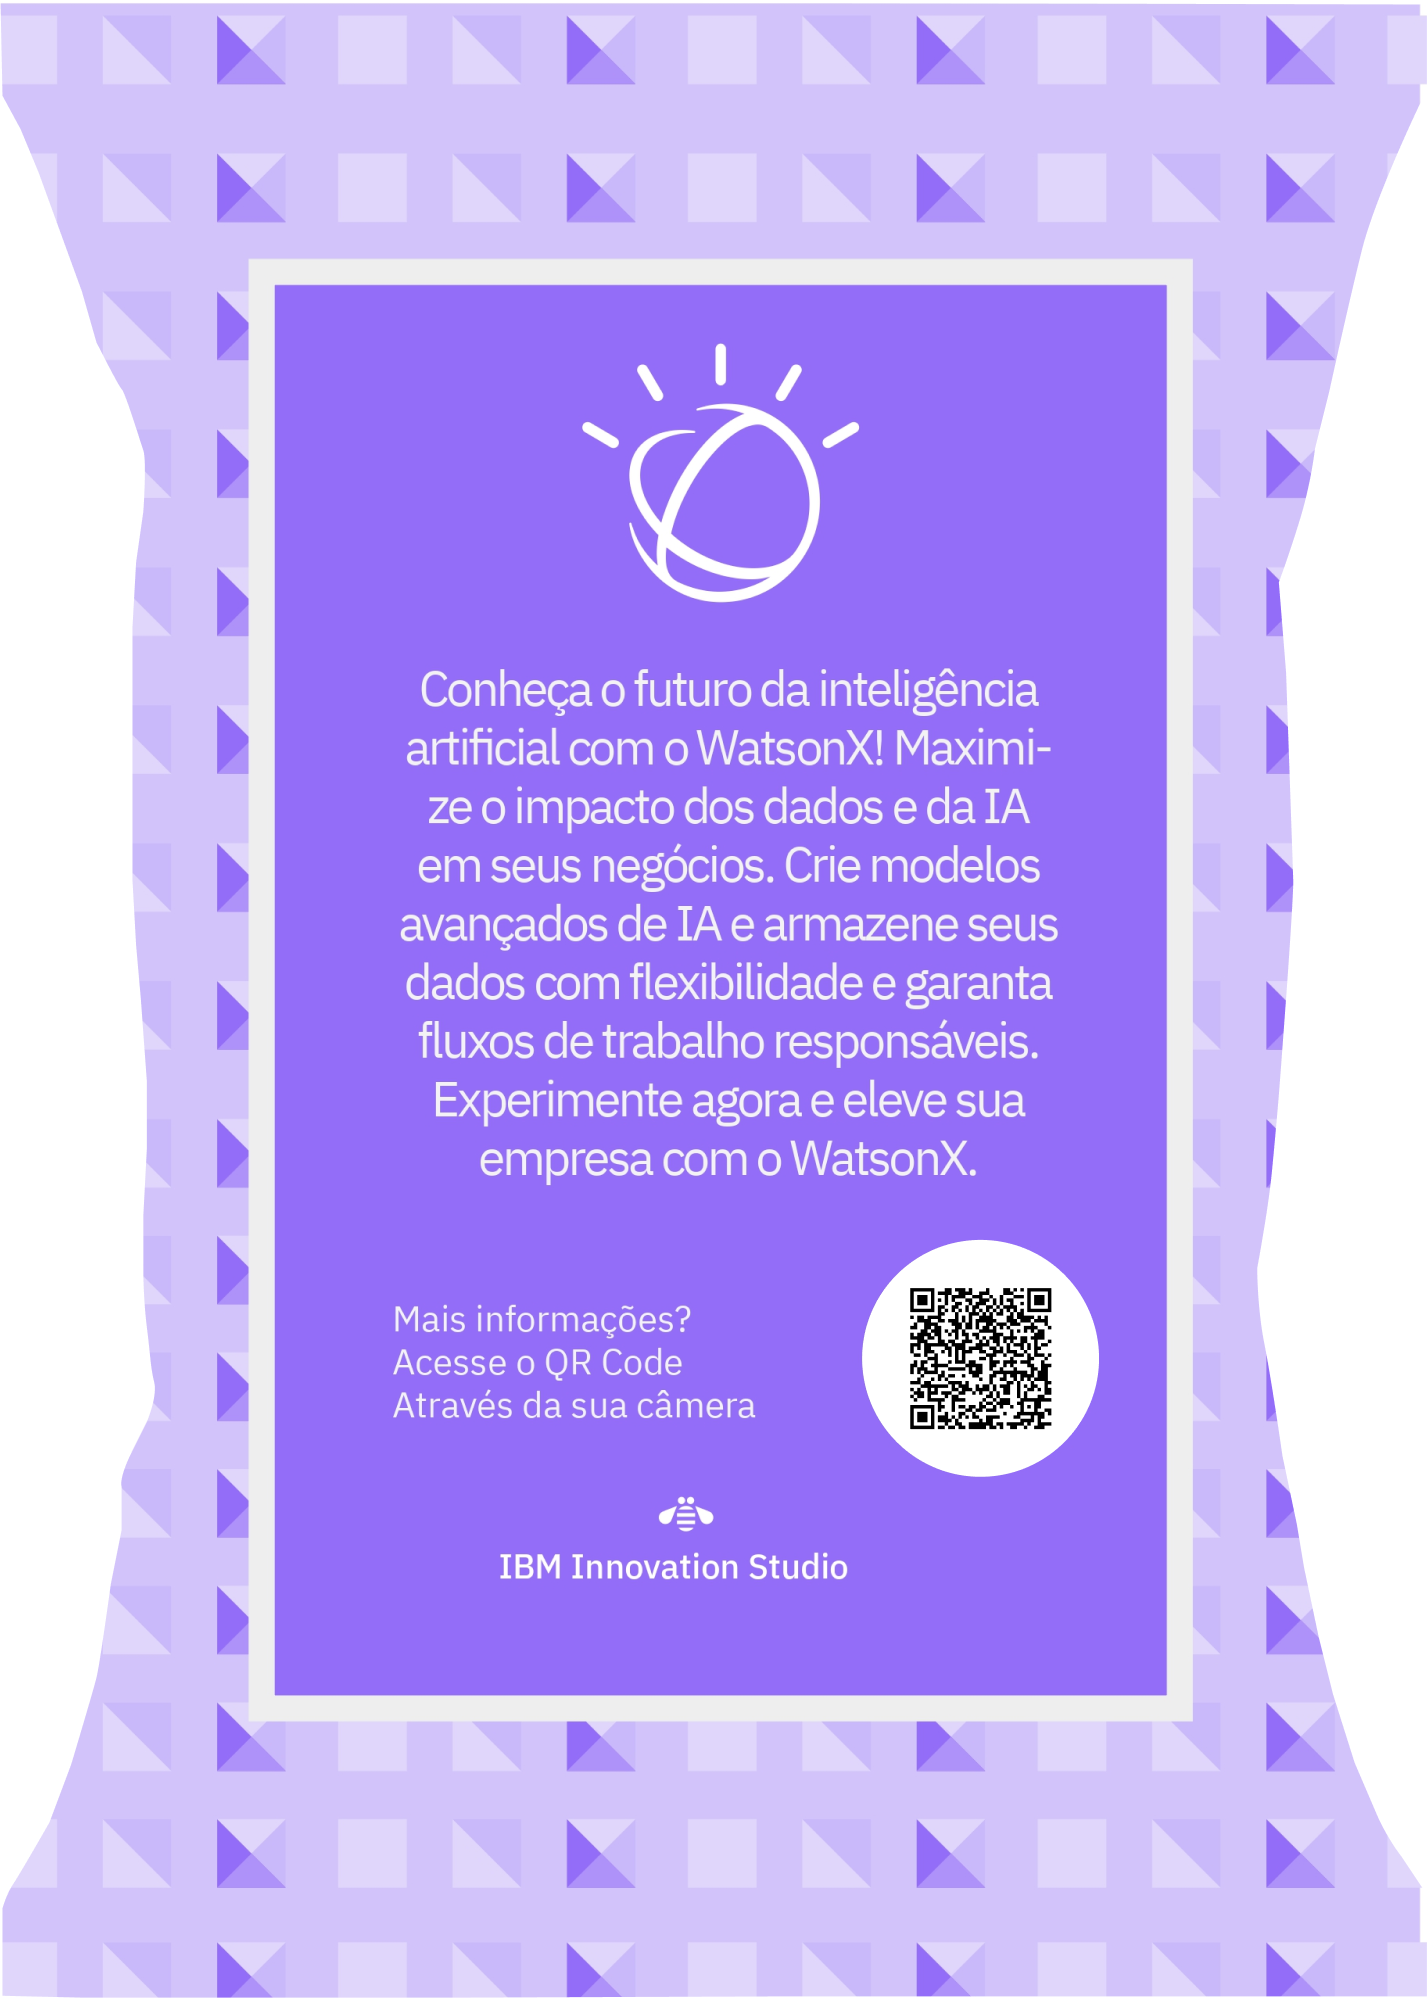 Conheça o futuro da inteligência
artificial com o WatsonX! Maximi-
ze o impacto dos dados e da IA
em seus negócios. Crie modelos
avançados de IA e armazene seus
dados com flexibilidade e garanta
fluxos de trabalho responsáveis.
Experimente agora e eleve sua
empresa com o WatsonX.
Mais informações?
Acesse o QR Code
Através da sua câmera
IBM Innovation Studio